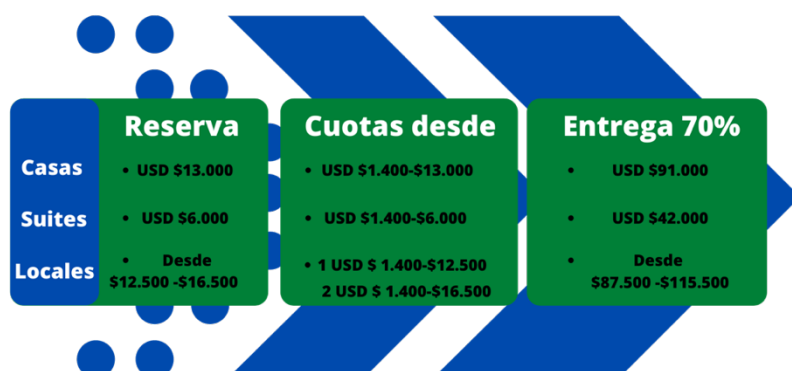 Reserva
Cuotas desde
Entrega 70%
Casas
• USD $13.000
• USD $1.400-$13.000
• USD $91.000
Suites
• USD $6.000
• USD $1.400-$6.000
• USD $42.000
Locales
• Desde
$12.500 -$16.500
• 1 USD $ 1.400-$12.500
2 USD $ 1.400-$16.500
• Desde
$87.500 -$115.500